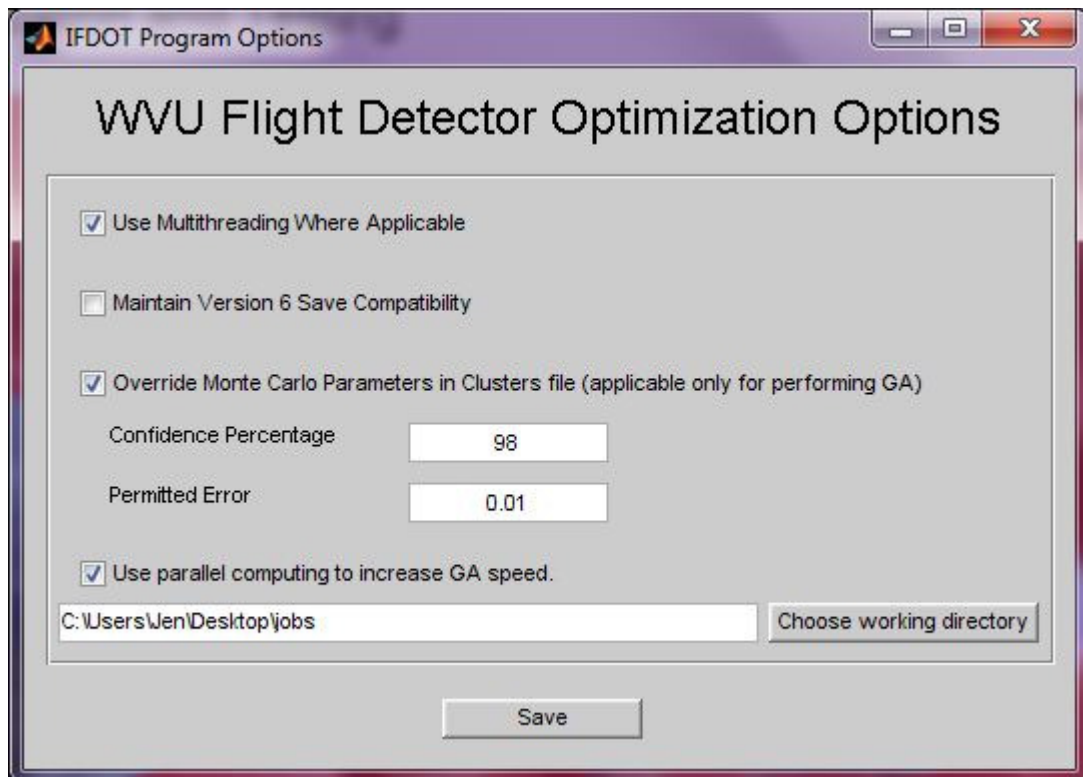 IFDOT Program Options
WVU Flight Detector Optimization Options
Use Multithreading Where Applicable
Maintain Version 6 Save Compatibility
Override Monte Carlo Parameters in Clusters file (applicable only for performing GA)
Confidence Percentage 98
Permitted Error 0.01
Use parallel computing to increase GA speed.
C:\Users\Jen\Desktop\jobs Choose working directory
Save